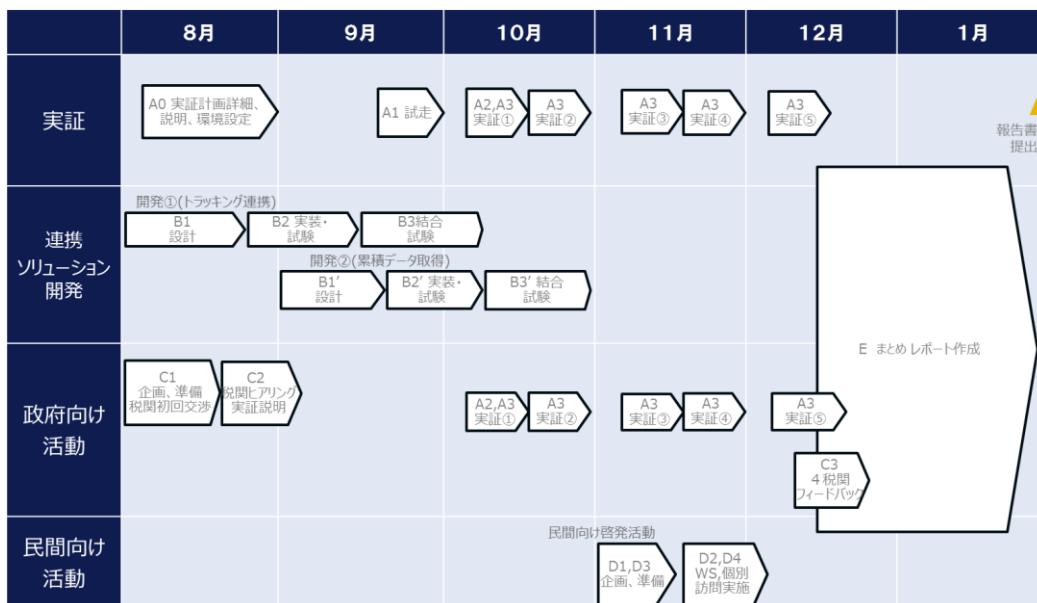 8月
9月
10月
11月
12月
1月
実証
A0 実証計画詳細、
説明、環境設定
A1 試走
A2,A3
実証①
A3
実証②
A3
実証③
A3
実証④
A3
実証⑤
報告書
提出
連携
ソリューション
開発
開発①(トラッキング連携)
B1
設計
B2 実装・
試験
B3結合
試験
開発②(累積データ取得)
B1′
設計
B2′ 実装・
試験
B3′ 結合
試験
E まとめ レポート作成
政府向け
活動
C1
企画、準備
税関初回交渉
C2
税関ヒアリング
実証説明
A2,A3
実証①
A3
実証②
A3
実証③
A3
実証④
A3
実証⑤
C3
4 税関
フィードバック
民間向け
活動
民間向け啓発活動
D1,D3
企画、準備
D2,D4
WS,個別
訪問実施